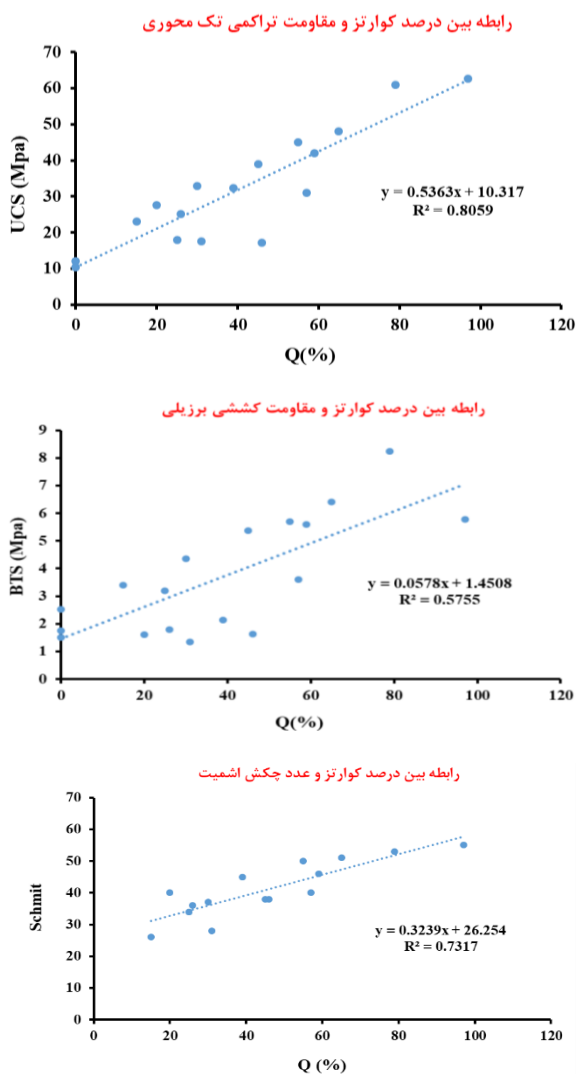 رابطه بین درصد کوارتز و مقاومت تراکمی تک محوری
70
60
50
40
30
20
10
0
UCS (Mpa)
y = 0.5363x + 10.317
R² = 0.8059
0 20 40 60 80 100 120
Q(%)
رابطه بین درصد کوارتز و مقاومت کششی برزیلی
9
8
7
6
5
4
3
2
1
0
BTS (Mpa)
y = 0.0578x + 1.4508
R² = 0.5755
0 20 40 60 80 100 120
Q(%)
رابطه بین درصد کوارتز و عدد چکش اشمیت
70
60
50
40
30
20
10
0
Schmit
y = 0.3239x + 26.254
R² = 0.7317
0 20 40 60 80 100 120
Q (%)